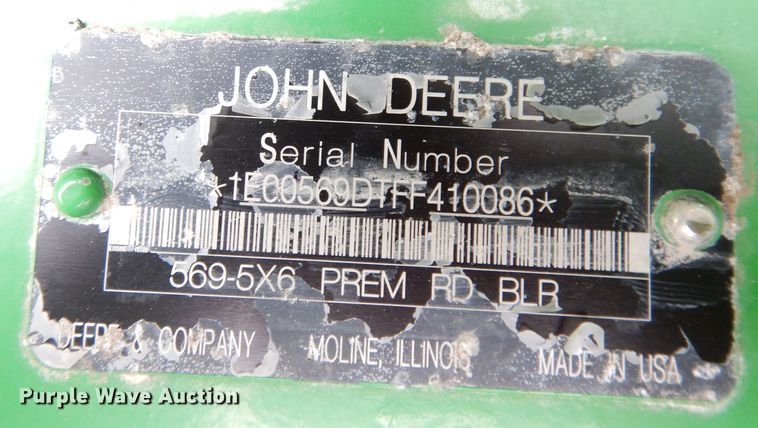 JOHN DEERE
Serial Number
*1EC0569DTFF410086*
569-5X6 PREM RD BLR
DEERE & COMPANY MOLINE, ILLINOIS MADE IN USA
Purple Wave Auction